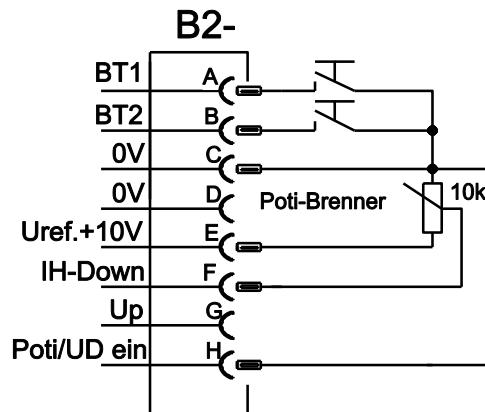 B2-
BT1 A
BT2 B
0V C
0V D
Poti-Brenner 10k
Uref.+10V E
IH-Down F
Up G
Poti/UD ein H